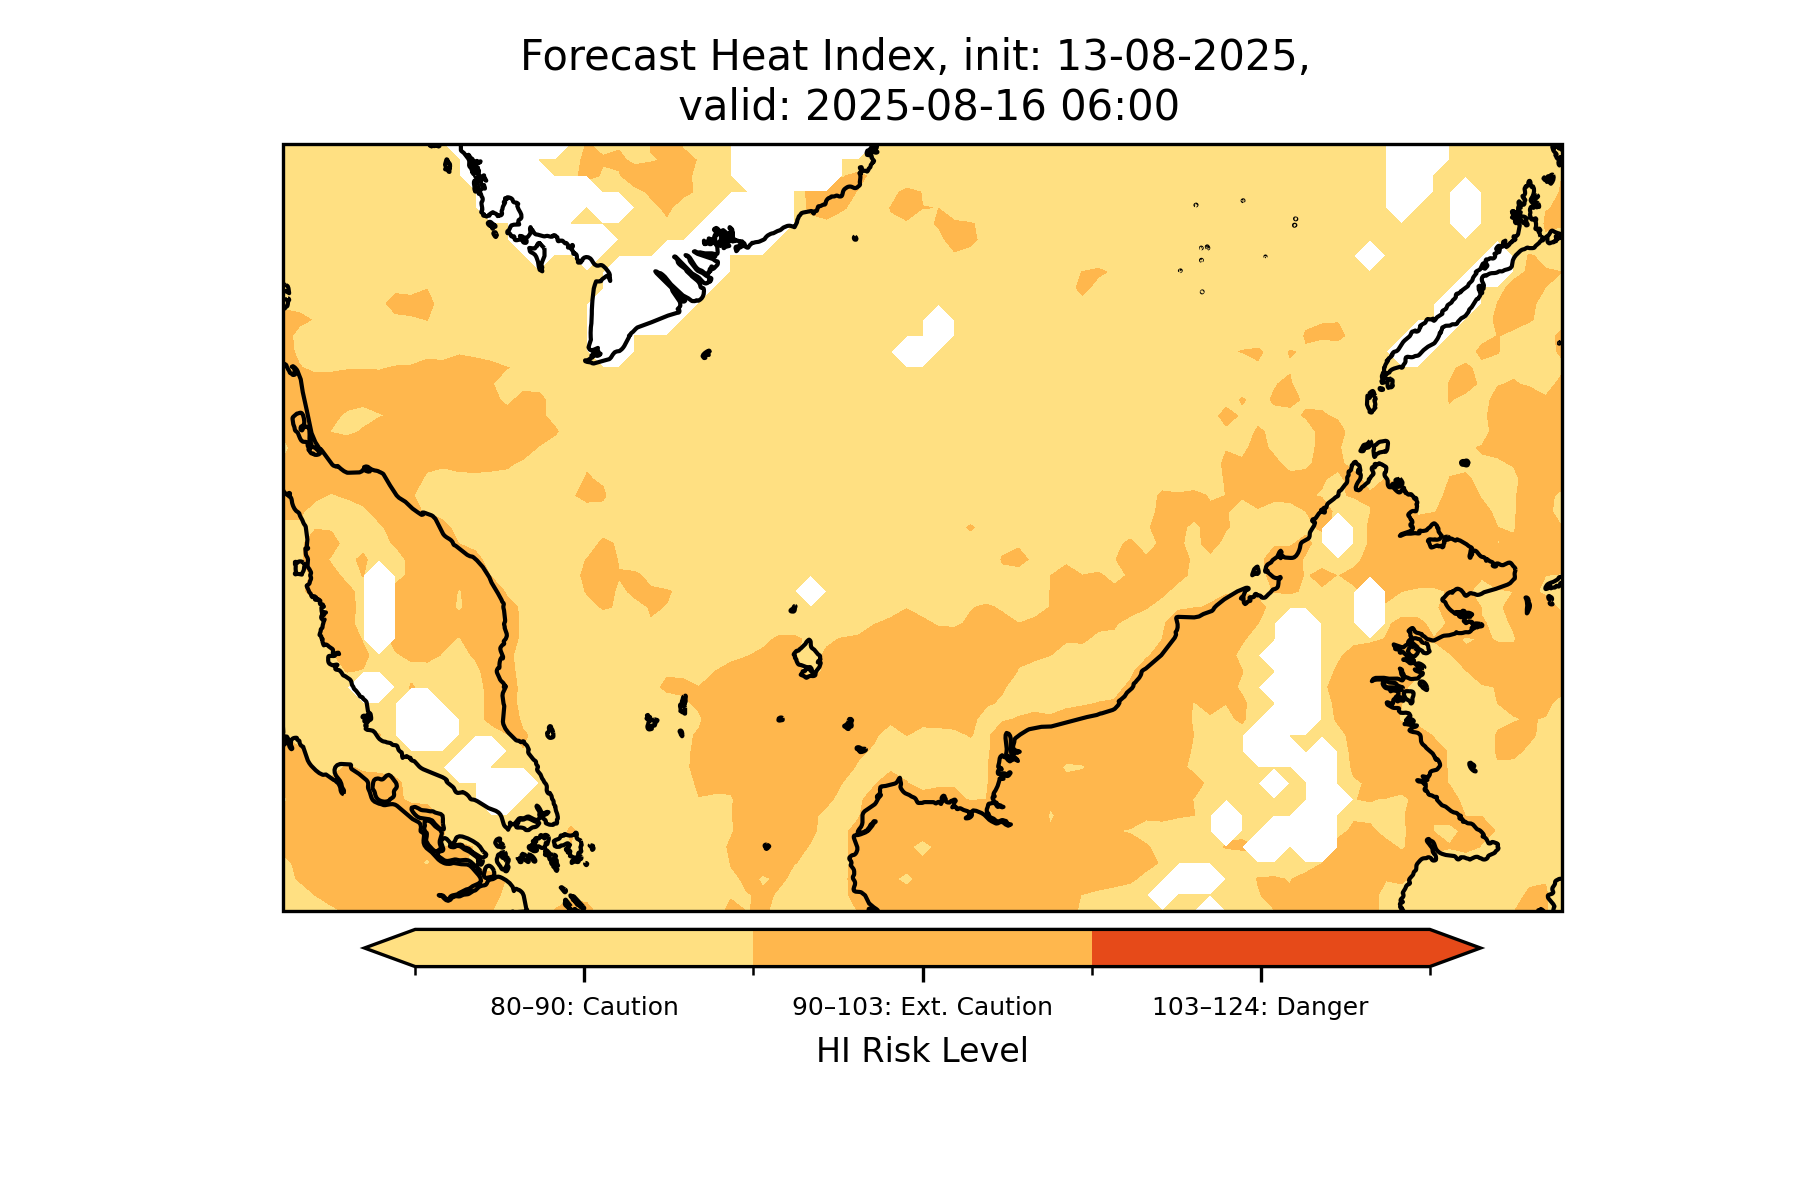 Forecast Heat Index, init: 13-08-2025,
valid: 2025-08-16 06:00
80–90: Caution
90–103: Ext. Caution
103–124: Danger
HI Risk Level